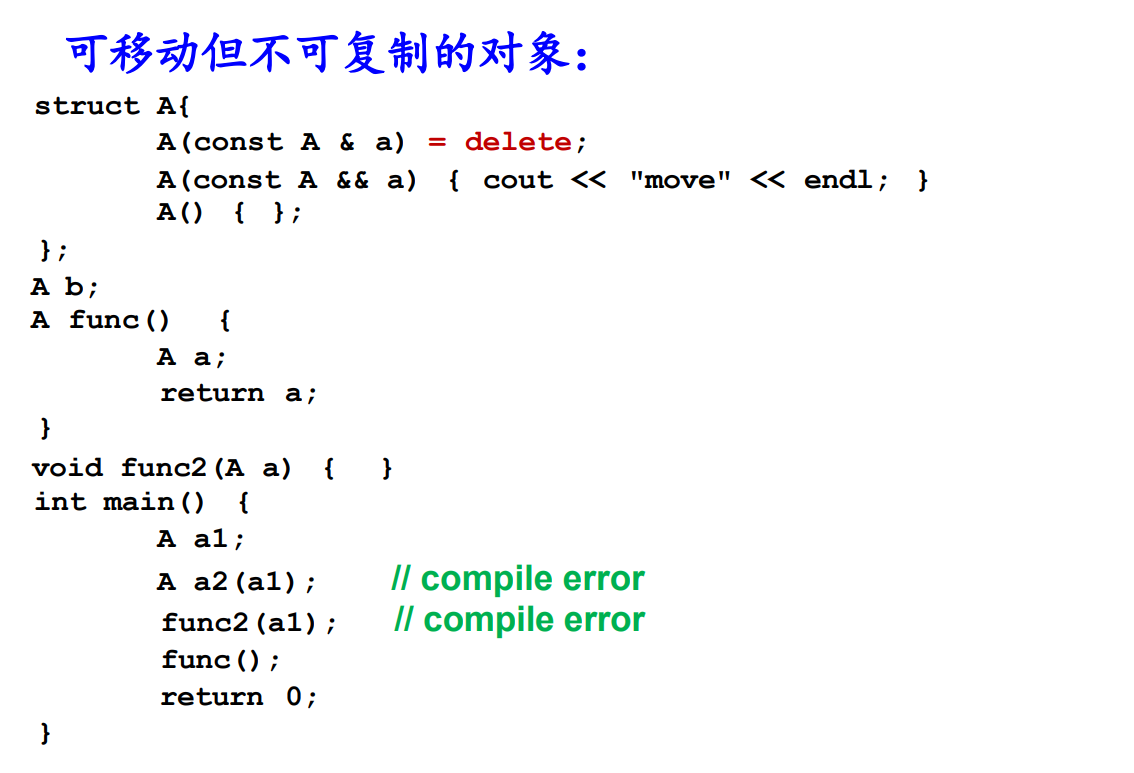 可移动但不可复制的对象：
struct A{
A(const A & a) = delete;
A(const A && a) { cout << "move" << endl; }
A() { };
};
A b;
A func() {
A a;
return a;
}
void func2(A a) { }
int main() {
A a1;
A a2(a1); // compile error
func2(a1); // compile error
func();
return 0;
}